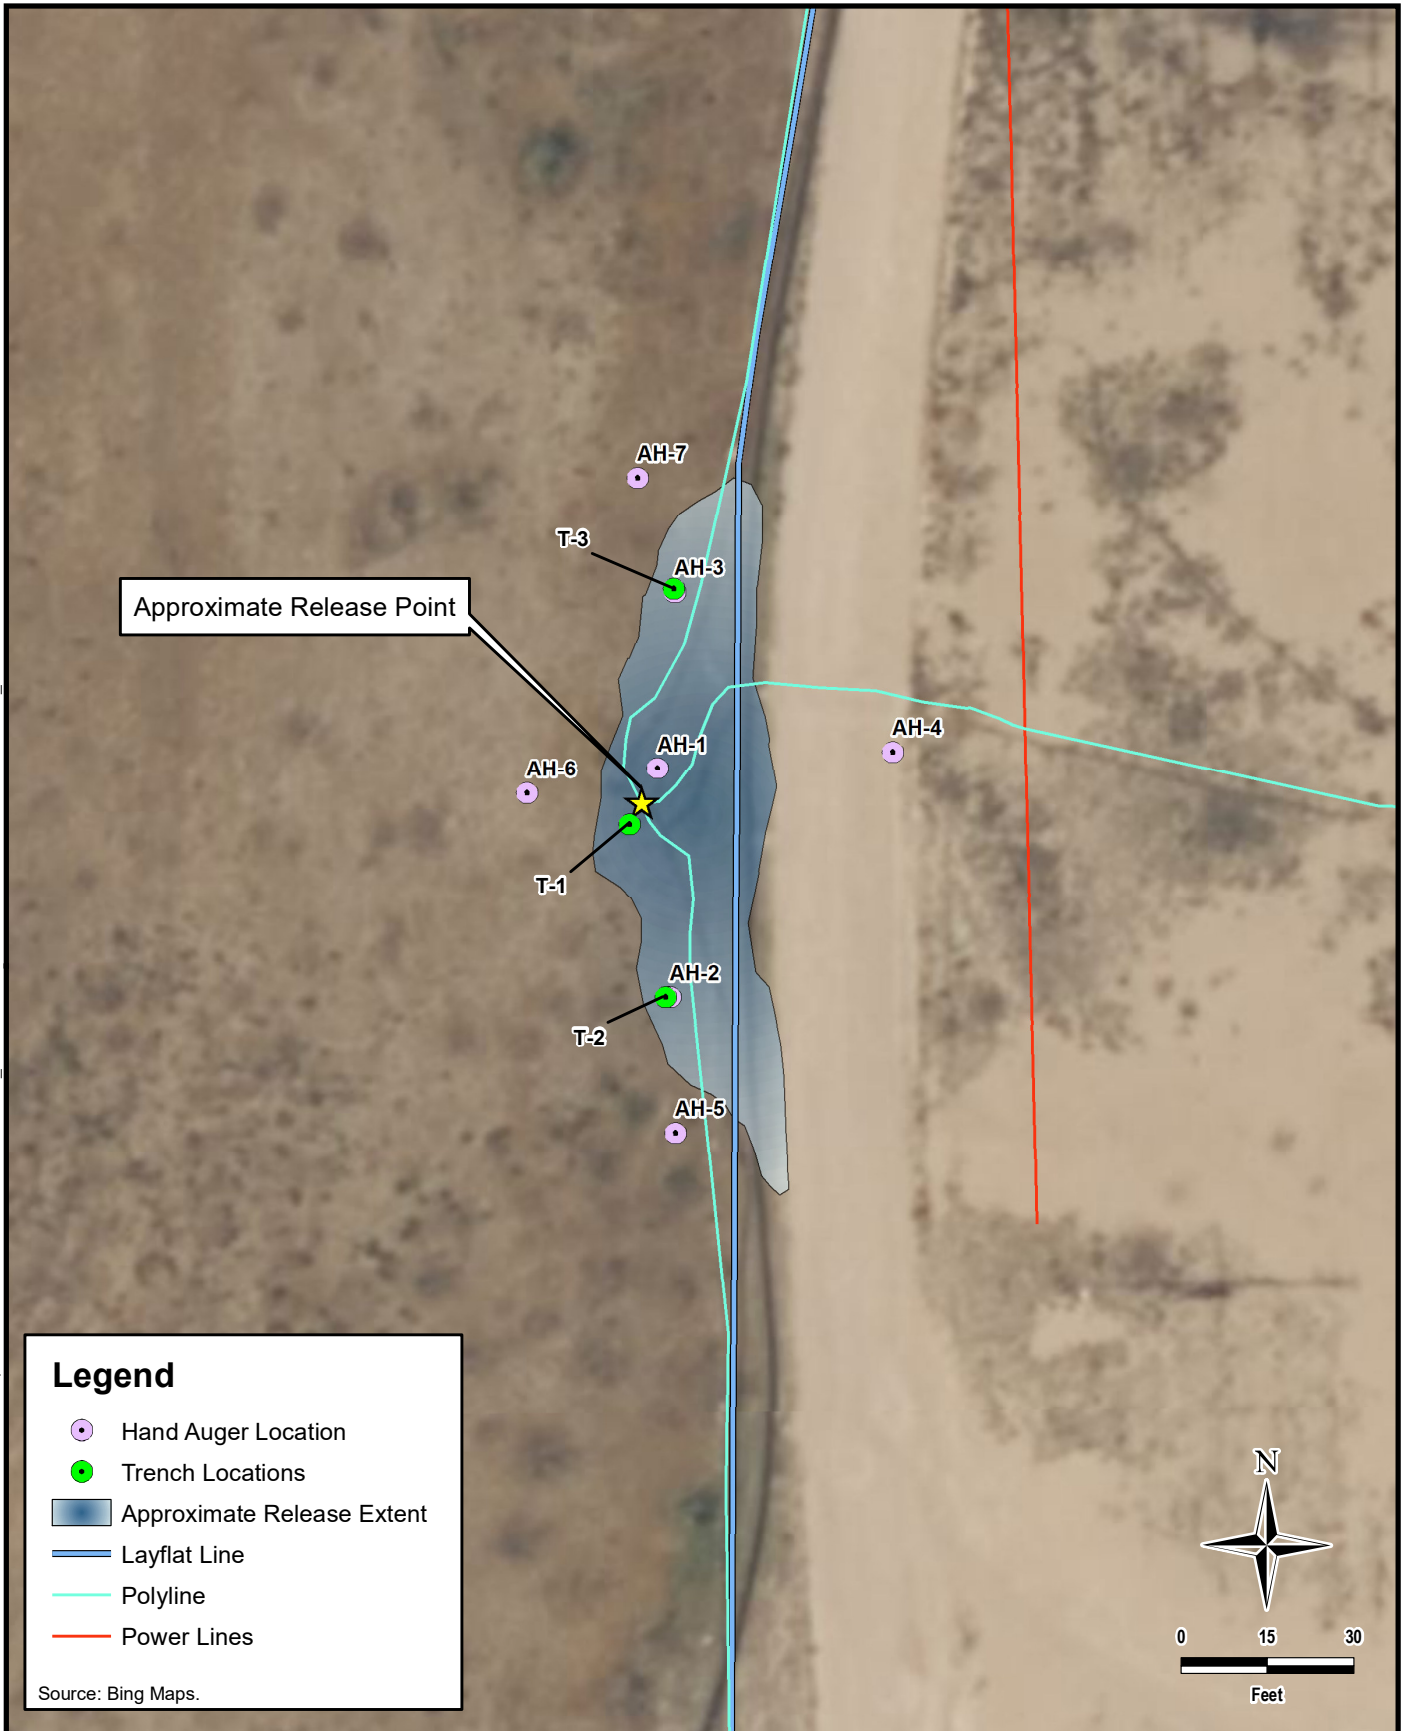 AH-7
T-3
AH-3
Approximate Release Point
AH-4
AH-1
AH-6
T-1
AH-2
T-2
AH-5
Legend
Hand Auger Location
Trench Locations
Approximate Release Extent
Layflat Line
Polyline
Power Lines
Source: Bing Maps.
N
0 15 30
Feet